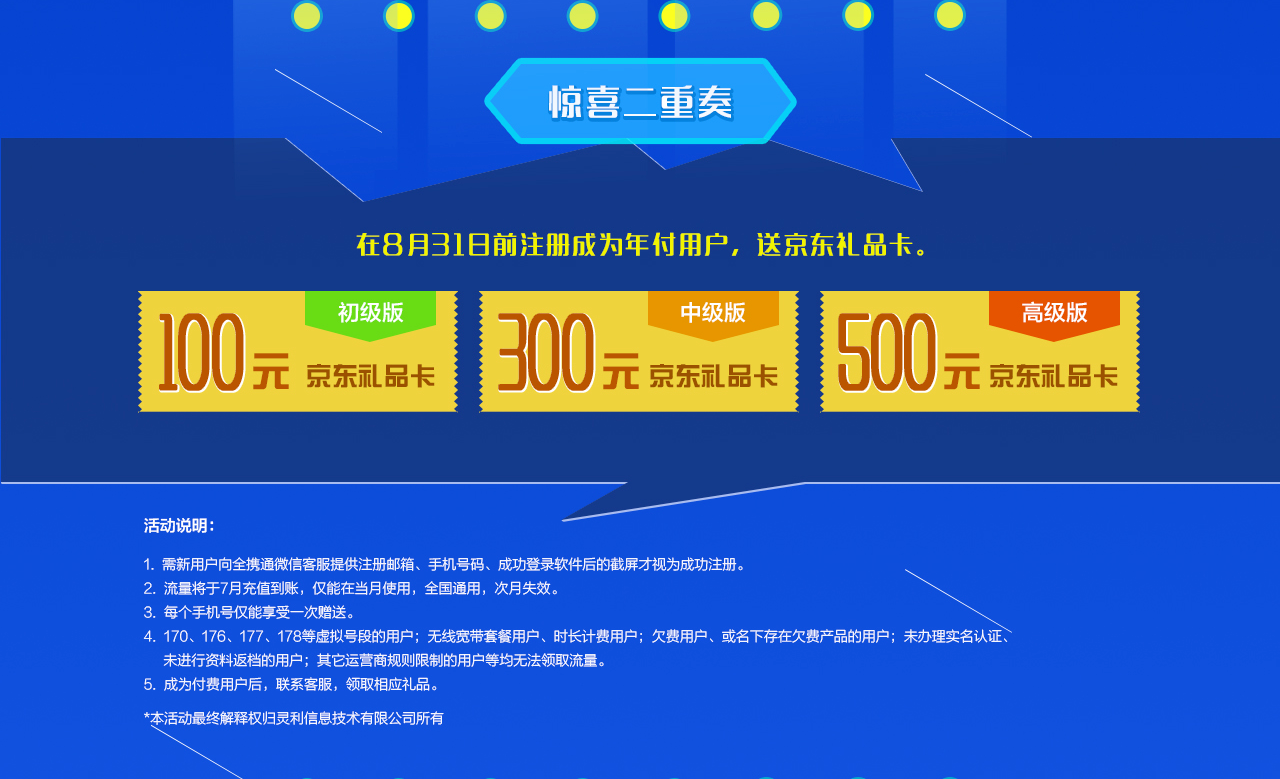 惊喜二重奏
在8月31日前注册成为年付用户，送京东礼品卡。
初级版
100元 京东礼品卡
中级版
300元 京东礼品卡
高级版
500元 京东礼品卡
活动说明：
1. 需新用户向全携通微信客服提供注册邮箱、手机号码、成功登录软件后的截屏才视为成功注册。
2. 流量将于7月充值到账，仅能在当月使用，全国通用，次月失效。
3. 每个手机号仅能享受一次赠送。
4. 170、176、177、178等虚拟号段的用户；无线宽带套餐用户、时长计费用户；欠费用户、或名下存在欠费产品的用户；未办理实名认证、
未进行资料返档的用户；其它运营商规则限制的用户等均无法领取流量。
5. 成为付费用户后，联系客服，领取相应礼品。
*本活动最终解释权归灵利信息技术有限公司所有